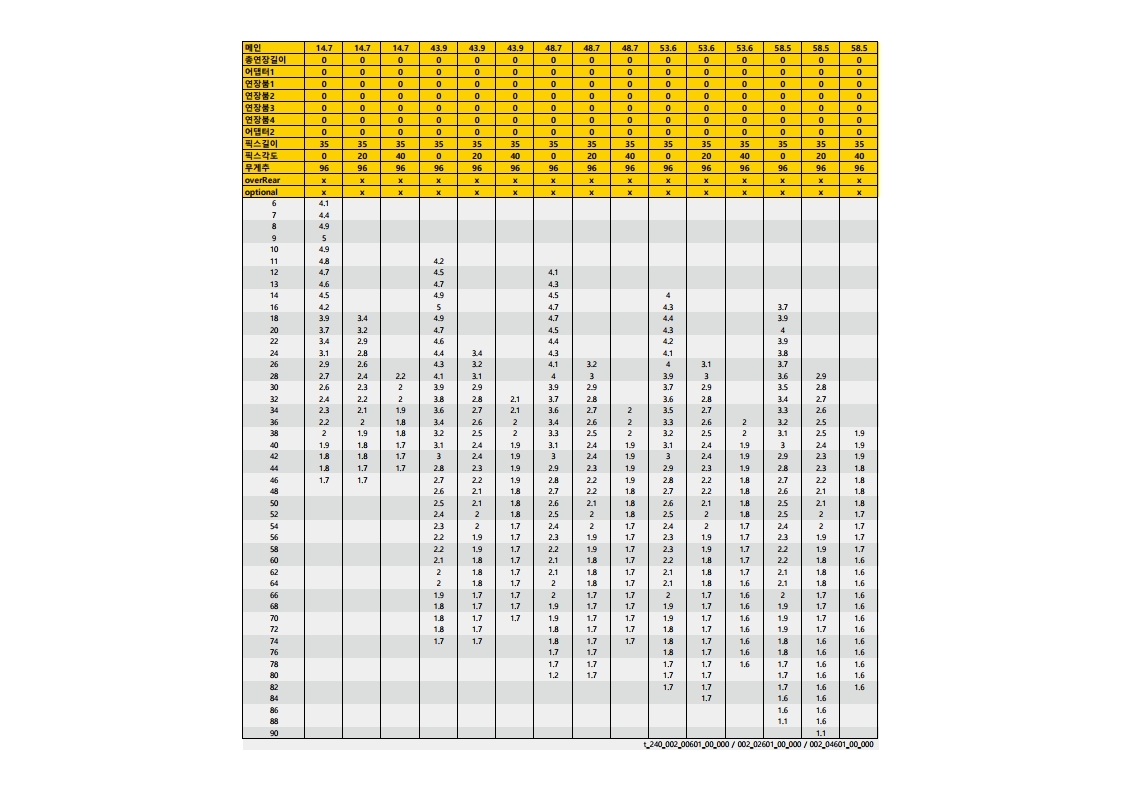 메인 14.7 14.7 14.7 43.9 43.9 43.9 48.7 48.7 48.7 53.6 53.6 53.6 58.5 58.5 58.5
총연장길이 0 0 0 0 0 0 0 0 0 0 0 0 0 0 0
어댑터1 0 0 0 0 0 0 0 0 0 0 0 0 0 0 0
연장붐1 0 0 0 0 0 0 0 0 0 0 0 0 0 0 0
연장붐2 0 0 0 0 0 0 0 0 0 0 0 0 0 0 0
연장붐3 0 0 0 0 0 0 0 0 0 0 0 0 0 0 0
연장붐4 0 0 0 0 0 0 0 0 0 0 0 0 0 0 0
어댑터2 0 0 0 0 0 0 0 0 0 0 0 0 0 0 0
픽스길이 35 35 35 35 35 35 35 35 35 35 35 35 35 35 35
픽스각도 0 20 40 0 20 40 0 20 40 0 20 40 0 20 40
무게추 96 96 96 96 96 96 96 96 96 96 96 96 96 96 96
overRear x x x x x x x x x x x x x x x
optional x x x x x x x x x x x x x x x
6 4.1
7 4.4
8 4.9
9 5
10 4.9
11 4.8 4.2
12 4.7 4.5 4.1
13 4.6 4.7 4.3
14 4.5 4.9 4.5 4
16 4.2 5 4.7 4.3 3.7
18 3.9 3.4 4.9 4.7 4.4 3.9
20 3.7 3.2 4.7 4.5 4.3 4
22 3.4 2.9 4.6 4.4 4.2 3.9
24 3.1 2.8 4.4 3.4 4.3 4.1 3.8
26 2.9 2.6 4.3 3.2 4.1 3.2 4 3.1 3.7
28 2.7 2.4 2.2 4.1 3.1 4 3 3.9 3 3.6 2.9
30 2.6 2.3 2 3.9 2.9 3.9 2.9 3.7 2.9 3.5 2.8
32 2.4 2.2 2 3.8 2.8 2.1 3.7 2.8 3.6 2.8 3.4 2.7
34 2.3 2.1 1.9 3.6 2.7 2.1 3.6 2.7 2 3.5 2.7 3.3 2.6
36 2.2 2 1.8 3.4 2.6 2 3.4 2.6 2 3.3 2.6 2 3.2 2.5
38 2 1.9 1.8 3.2 2.5 2 3.3 2.5 2 3.2 2.5 2 3.1 2.5 1.9
40 1.9 1.8 1.7 3.1 2.4 1.9 3.1 2.4 1.9 3.1 2.4 1.9 3 2.4 1.9
42 1.8 1.8 1.7 3 2.4 1.9 3 2.4 1.9 3 2.4 1.9 2.9 2.3 1.9
44 1.8 1.7 1.7 2.8 2.3 1.9 2.9 2.3 1.9 2.9 2.3 1.9 2.8 2.3 1.8
46 1.7 1.7 2.7 2.2 1.9 2.8 2.2 1.9 2.8 2.2 1.8 2.7 2.2 1.8
48 2.6 2.1 1.8 2.7 2.2 1.8 2.7 2.2 1.8 2.6 2.1 1.8
50 2.5 2.1 1.8 2.6 2.1 1.8 2.6 2.1 1.8 2.5 2.1 1.8
52 2.4 2 1.8 2.5 2 1.8 2.5 2 1.8 2.5 2 1.7
54 2.3 2 1.7 2.4 2 1.7 2.4 2 1.7 2.4 2 1.7
56 2.2 1.9 1.7 2.3 1.9 1.7 2.3 1.9 1.7 2.3 1.9 1.7
58 2.2 1.9 1.7 2.2 1.9 1.7 2.3 1.9 1.7 2.2 1.9 1.7
60 2.1 1.8 1.7 2.1 1.8 1.7 2.2 1.8 1.7 2.2 1.8 1.6
62 2 1.8 1.7 2.1 1.8 1.7 2.1 1.8 1.7 2.1 1.8 1.6
64 2 1.8 1.7 2 1.8 1.7 2.1 1.8 1.6 2.1 1.8 1.6
66 1.9 1.7 1.7 2 1.8 1.7 2 1.7 1.6 2 1.7 1.6
68 1.8 1.7 1.7 1.9 1.8 1.7 1.9 1.7 1.6 1.9 1.7 1.6
70 1.8 1.7 1.7 1.9 1.7 1.7 1.9 1.7 1.6 1.9 1.7 1.6
72 1.8 1.7 1.8 1.7 1.7 1.8 1.7 1.6 1.9 1.7 1.6
74 1.7 1.7 1.8 1.7 1.7 1.8 1.7 1.6 1.8 1.7 1.6
76 1.7 1.7 1.8 1.7 1.6 1.8 1.6 1.6
78 1.7 1.7 1.7 1.7 1.6 1.7 1.6 1.6
80 1.2 1.7 1.7 1.7 1.7 1.6 1.6
82 1.7 1.7 1.7 1.6 1.6
84 1.7 1.6 1.6
86 1.6 1.6
88 1.1 1.6
90 1.1
t_240_002_00601_00_000 / 002_02601_00_000 / 002_04601_00_000